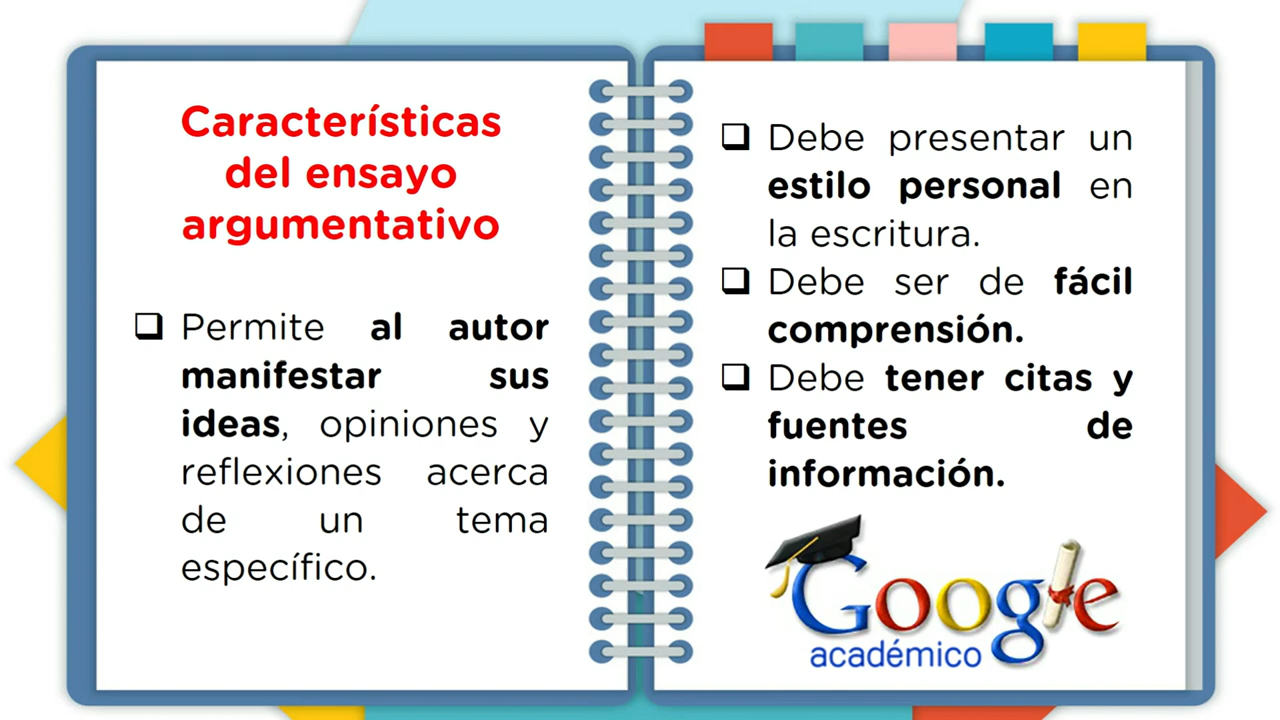 Características
del ensayo
argumentativo
❑ Permite al autor
manifestar sus
ideas, opiniones y
reflexiones acerca
de un tema
específico.
❑ Debe presentar un
estilo personal en
la escritura.
❑ Debe ser de fácil
comprensión.
❑ Debe tener citas y
fuentes de
información.
Google
académico